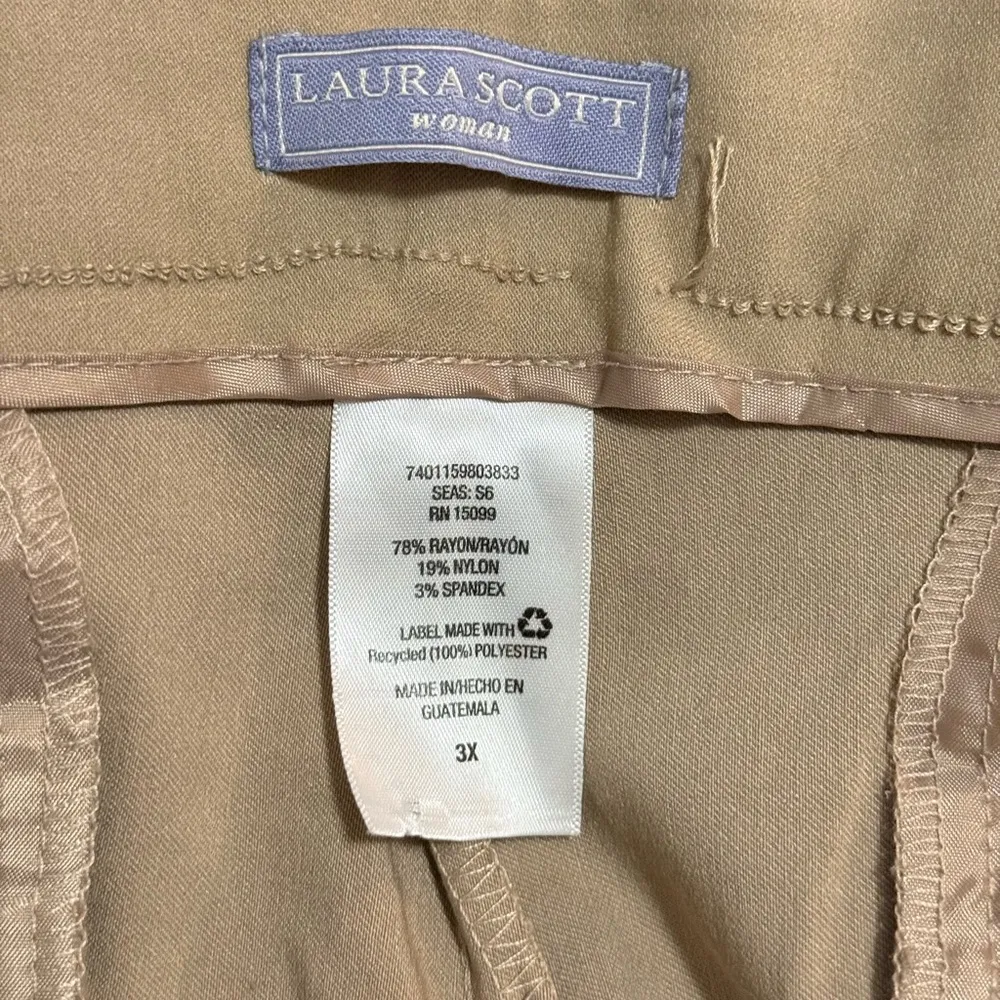 LAURA SCOTT
woman
7401159803833
SEAS: S6
RN 15099
78% RAYON/RAYÓN
19% NYLON
3% SPANDEX
LABEL MADE WITH
Recycled (100%) POLYESTER
MADE IN/HECHO EN
GUATEMALA
3X